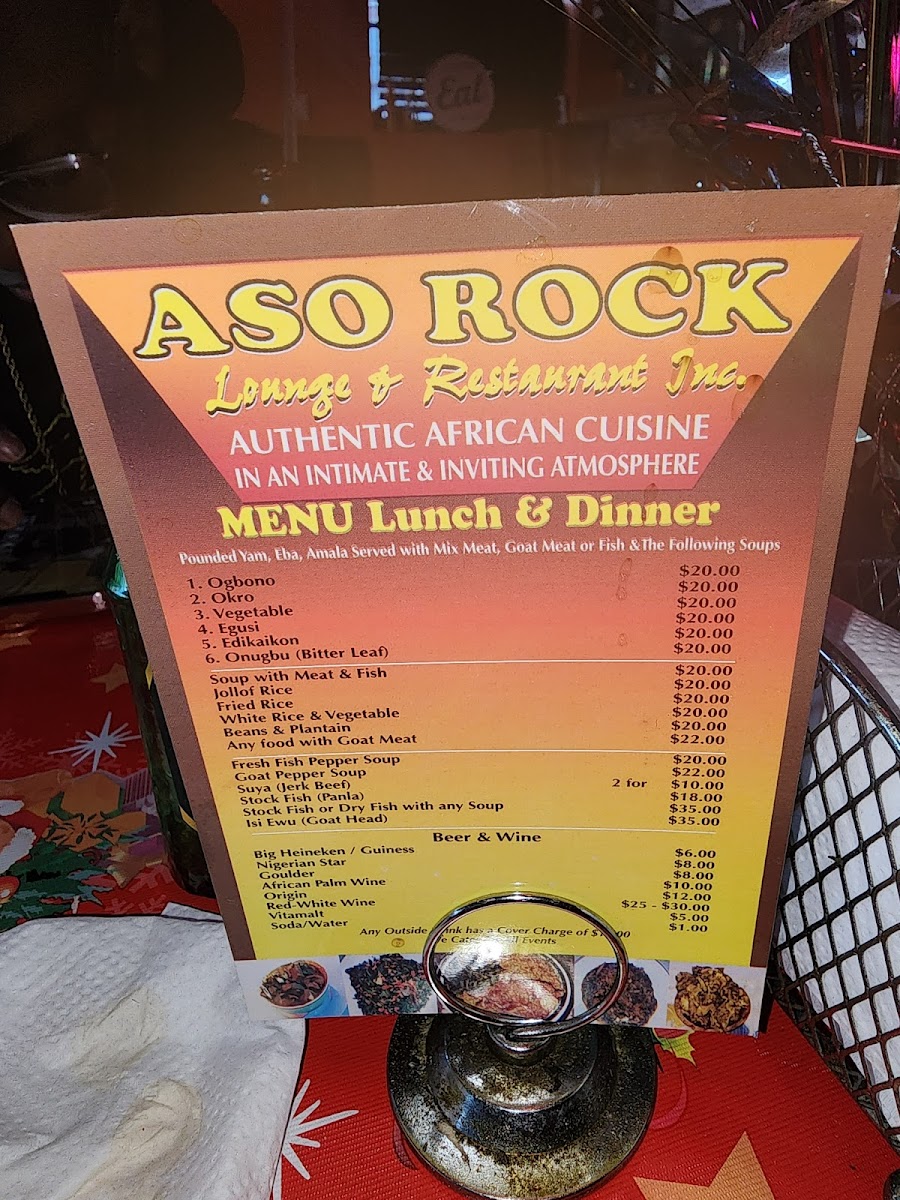 Eat
ASO ROCK
Lounge & Restaurant Inc.
AUTHENTIC AFRICAN CUISINE
IN AN INTIMATE & INVITING ATMOSPHERE
MENU Lunch & Dinner
Pounded Yam, Eba, Amala Served with Mix Meat, Goat Meat or Fish &The Following Soups
1. Ogbono $20.00
2. Okro $20.00
3. Vegetable $20.00
4. Egusi $20.00
5. Edikaikon $20.00
6. Onugbu (Bitter Leaf) $20.00
Soup with Meat & Fish $20.00
Jollof Rice $20.00
Fried Rice $20.00
White Rice & Vegetable $20.00
Beans & Plantain $20.00
Any food with Goat Meat $22.00
Fresh Fish Pepper Soup $20.00
Goat Pepper Soup $22.00
Suya (Jerk Beef) 2 for $10.00
Stock Fish (Panla) $18.00
Stock Fish or Dry Fish with any Soup $35.00
Isi Ewu (Goat Head) $35.00
Beer & Wine
Big Heineken / Guiness $6.00
Nigerian Star $8.00
Goulder $8.00
African Palm Wine $10.00
Origin $12.00
Red-White Wine $25 - $30.00
Vitamalt $5.00
Soda/Water $1.00
Any Outside has a Cover Charge of
Events